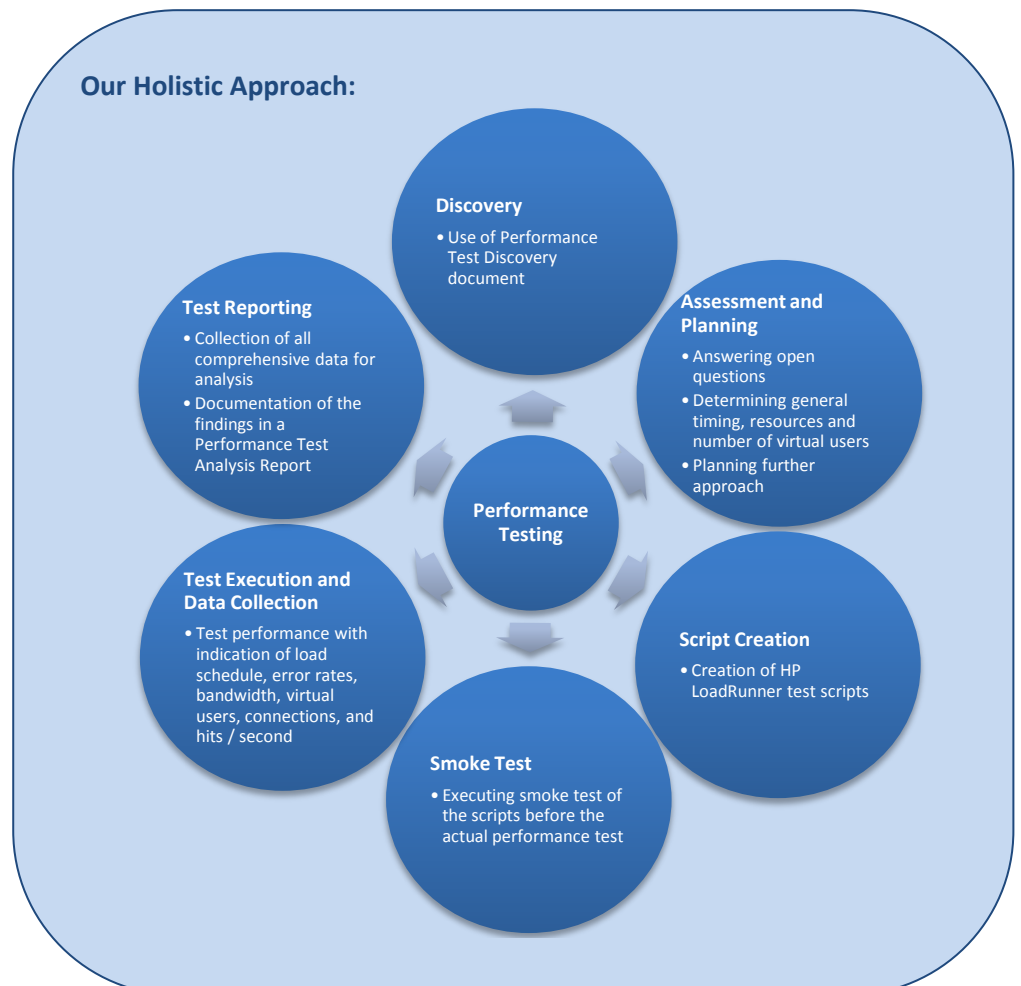 Our Holistic Approach:
Discovery
• Use of Performance
Test Discovery
document
Assessment and
Planning
• Answering open
questions
• Determining general
timing, resources and
number of virtual users
• Planning further
approach
Script Creation
• Creation of HP
LoadRunner test scripts
Smoke Test
• Executing smoke test of
the scripts before the
actual performance test
Test Execution and
Data Collection
• Test performance with
indication of load
schedule, error rates,
bandwidth, virtual
users, connections, and
hits / second
Test Reporting
• Collection of all
comprehensive data for
analysis
• Documentation of the
findings in a
Performance Test
Analysis Report
Performance
Testing